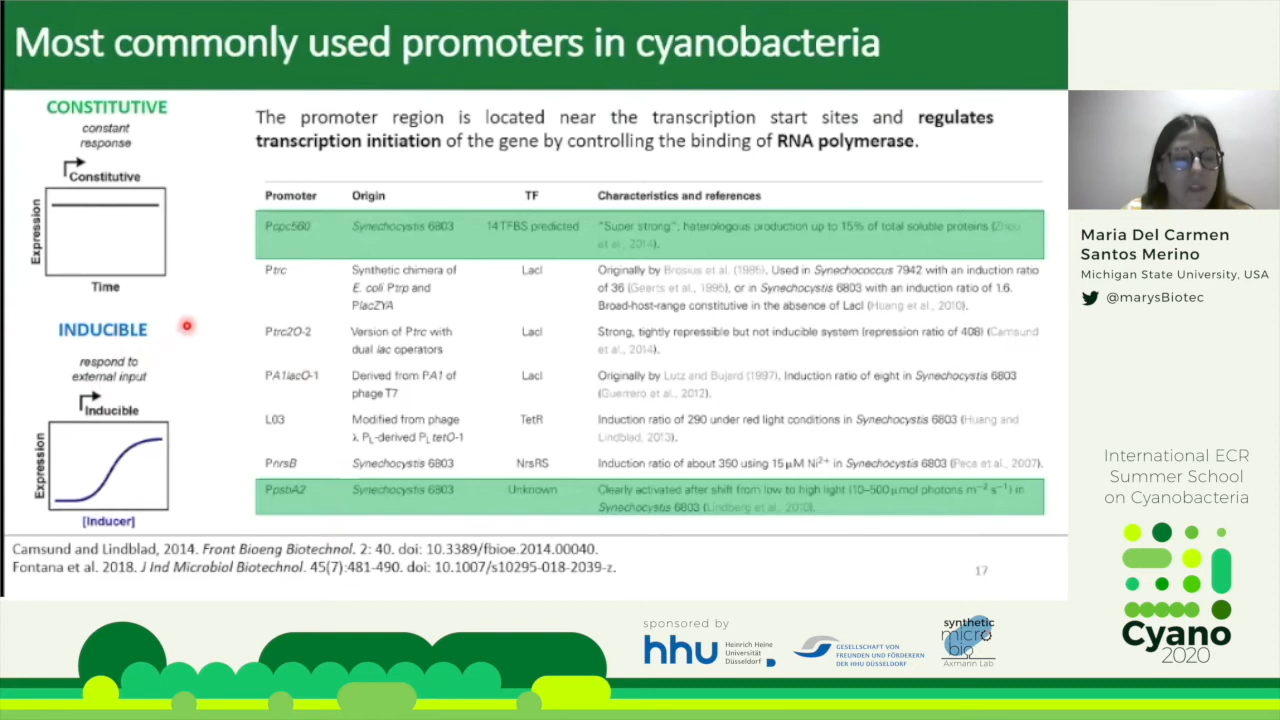 Most commonly used promoters in cyanobacteria
CONSTITUTIVE
constant
response
Constitutive
Expression
Time
INDUCIBLE
respond to
external input
Inducible
Expression
[Inducer]
The promoter region is located near the transcription start sites and regulates
transcription initiation of the gene by controlling the binding of RNA polymerase.
Promoter Origin TF Characteristics and references
Pcpc560 Synechocystis 6803 14 TFBS predicted "Super strong"; heterologous production up to 15% of total soluble proteins (Zhou
et al., 2014).
Ptrc Synthetic chimera of LacI Originally by Brosius et al. (1985). Used in Synechococcus 7942 with an induction ratio
E. coli Ptrp and of 36 (Geerts et al., 1995), or in Synechocystis 6803 with an induction ratio of 1.6.
PlacZYA Broad-host-range constitutive in the absence of LacI (Huang et al., 2010).
Ptrc2O-2 Version of Ptrc with LacI Strong, tightly repressible but not inducible system (repression ratio of 408) (Camsund
dual lac operators et al., 2014).
PA1lacO-1 Derived from PA1 of LacI Originally by Lutz and Bujard (1997). Induction ratio of eight in Synechocystis 6803
phage T7 (Guerrero et al., 2012).
L03 Modified from phage TetR Induction ratio of 290 under red light conditions in Synechocystis 6803 (Huang and
λ PL-derived PLtetO-1 Lindblad, 2013).
PnrsB Synechocystis 6803 NrsRS Induction ratio of about 350 using 15 μM Ni2+ in Synechocystis 6803 (Peca et al., 2007).
PpsbA2 Synechocystis 6803 Unknown Clearly activated after shift from low to high light (10–500 μmol photons m−2 s−1) in
Synechocystis 6803 (Lindberg et al., 2010).
Camsund and Lindblad, 2014. Front Bioeng Biotechnol. 2: 40. doi: 10.3389/fbioe.2014.00040.
Fontana et al. 2018. J Ind Microbiol Biotechnol. 45(7):481-490. doi: 10.1007/s10295-018-2039-z.
17
Maria Del Carmen
Santos Merino
Michigan State University, USA
@marysBiotec
International ECR
Summer School
on Cyanobacteria
Cyano
2020
sponsored by
hhu Heinrich Heine
Universität
Düsseldorf
GESELLSCHAFT VON
FREUNDEN UND FÖRDERERN
DER HHU DÜSSELDORF
synthetic
micro
bio
Axmann Lab